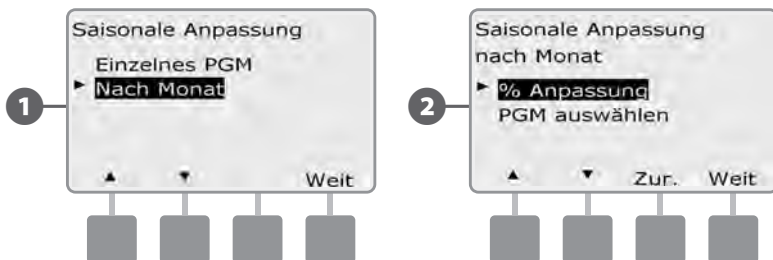 1
Saisonale Anpassung
Einzelnes PGM
► Nach Monat
▲ ▼ Weit
2
Saisonale Anpassung
nach Monat
► % Anpassung
PGM auswählen
▲ ▼ Zur. Weit